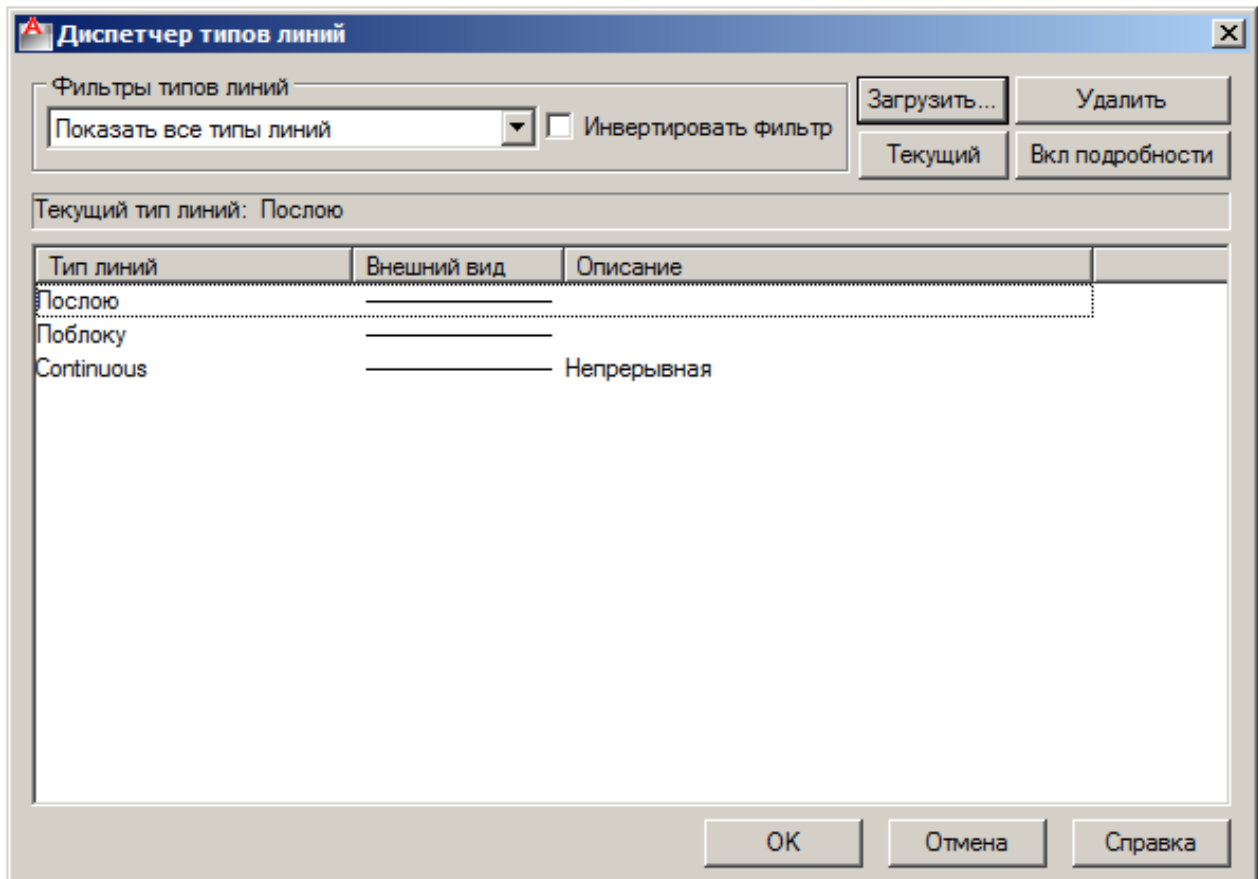 Диспетчер типов линий
Фильтры типов линий
Показать все типы линий
Инвертировать фильтр
Загрузить...
Удалить
Текущий
Вкл подробности
Текущий тип линий: Послою
Тип линий Внешний вид Описание
Послою
Поблоку
Continuous Непрерывная
OK Отмена Справка